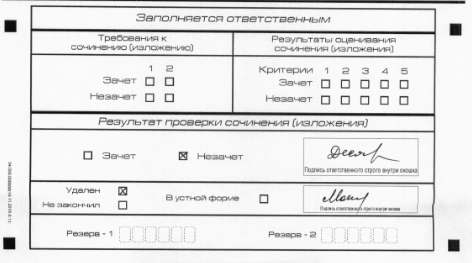 Заполняется ответственным
Требования к
сочинению (изложению)
Результаты оценивания
сочинения (изложения)
1 2
Зачет
Незачет
Критерии 1 2 3 4 5
Зачет
Незачет
Результат проверки сочинения (изложения)
Зачет
Незачет
Подпись ответственного строго внутри окошка
Удален
Не закончил
В устной форме
Подпись ответственного строго внутри окошка
Резерв - 1
Резерв - 2